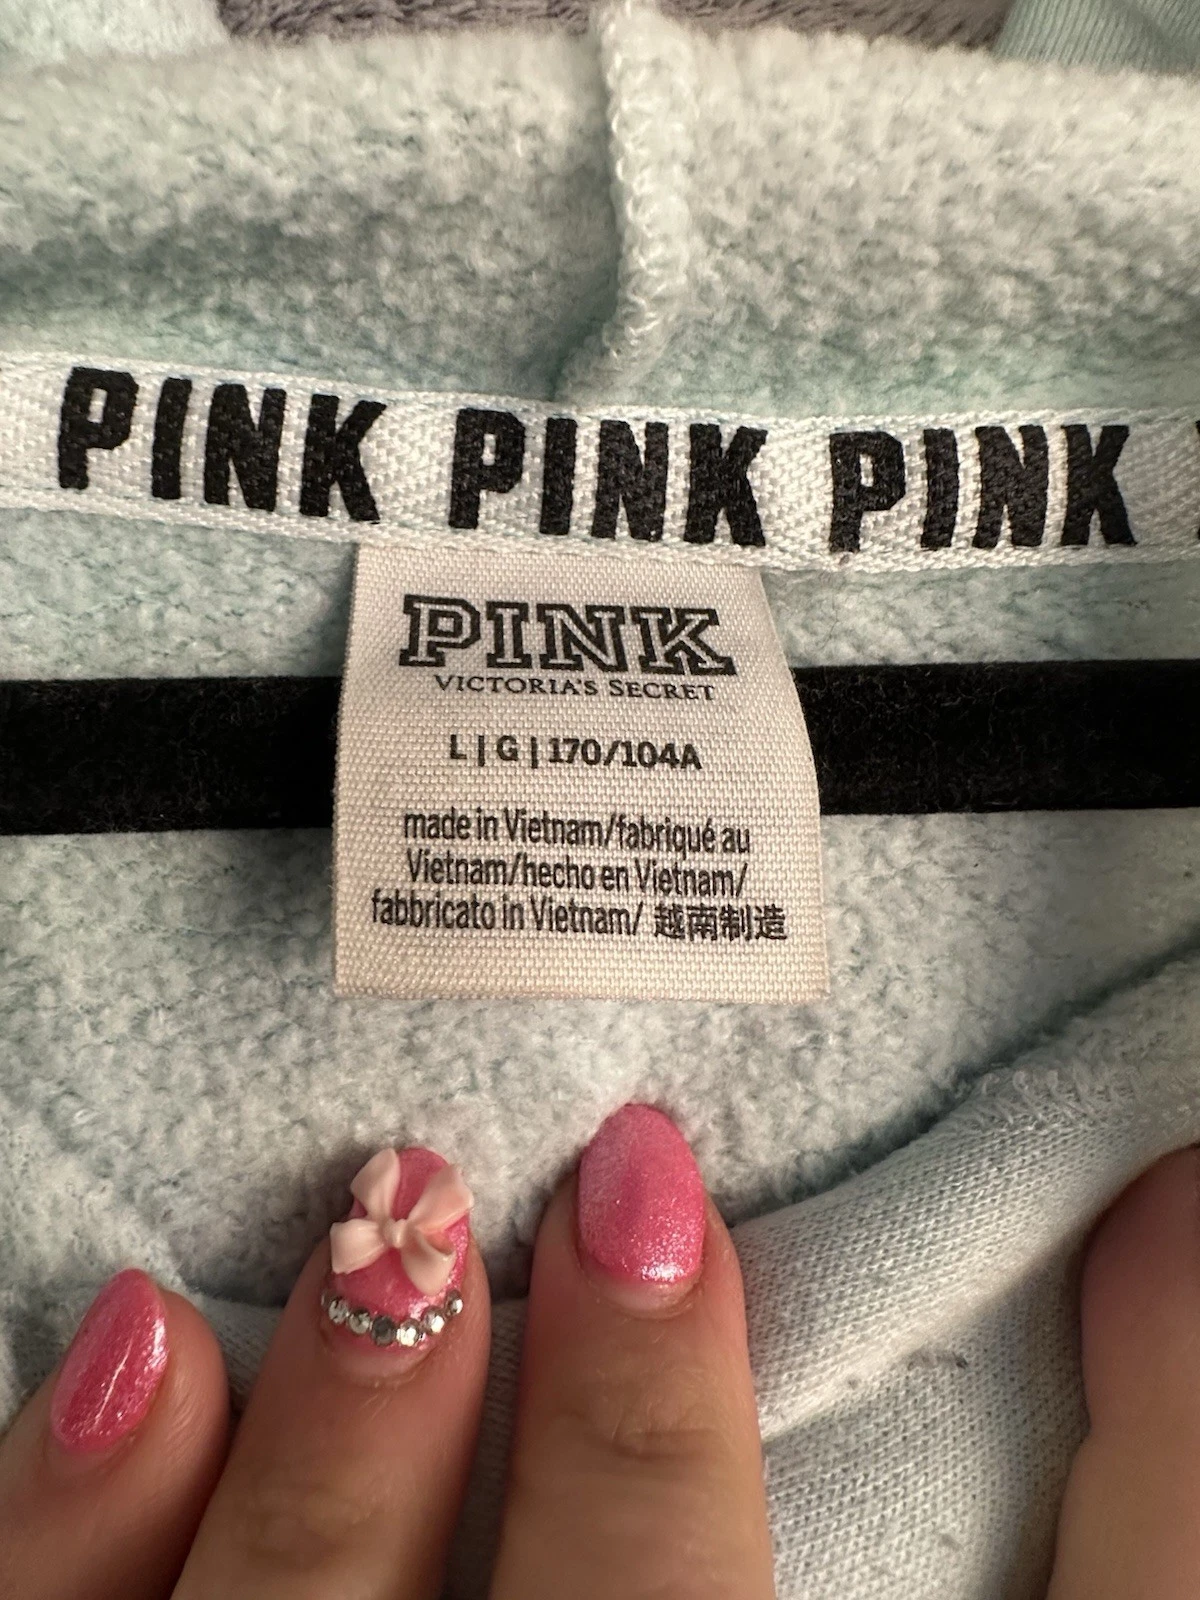 PINK PINK PINK
PINK
VICTORIA'S SECRET
L | G | 170/104A
made in Vietnam/fabriqué au
Vietnam/hecho en Vietnam/
fabbricato in Vietnam/ 越南制造